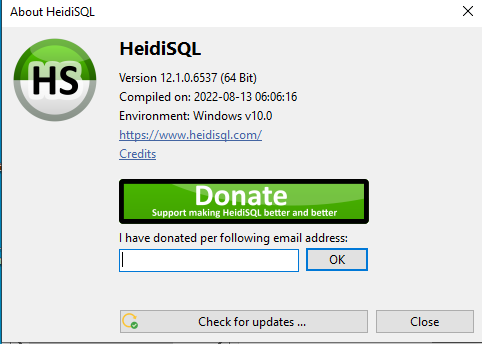 About HeidiSQL
HS
HeidiSQL
Version 12.1.0.6537 (64 Bit)
Compiled on: 2022-08-13 06:06:16
Environment: Windows v10.0
https://www.heidisql.com/
Credits
Donate
Support making HeidiSQL better and better
I have donated per following email address:
OK
Check for updates ...
Close